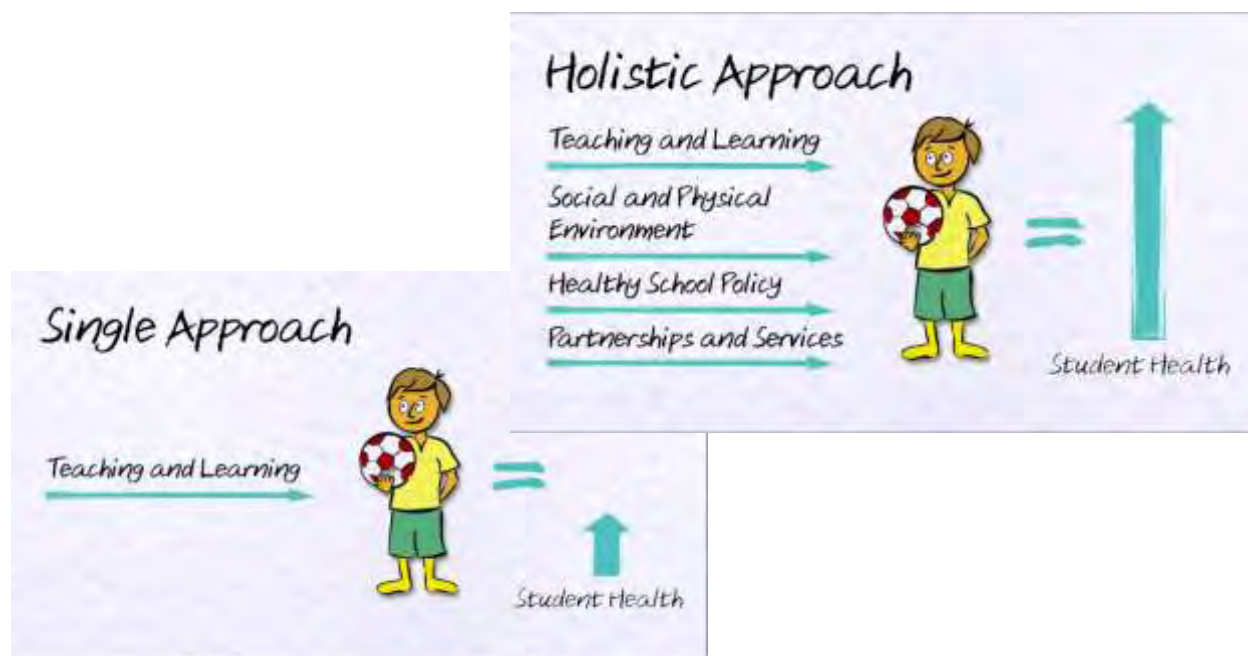 Holistic Approach
Teaching and Learning
Social and Physical
Environment
Healthy School Policy
Partnerships and Services
Student Health
Single Approach
Teaching and Learning
Student Health